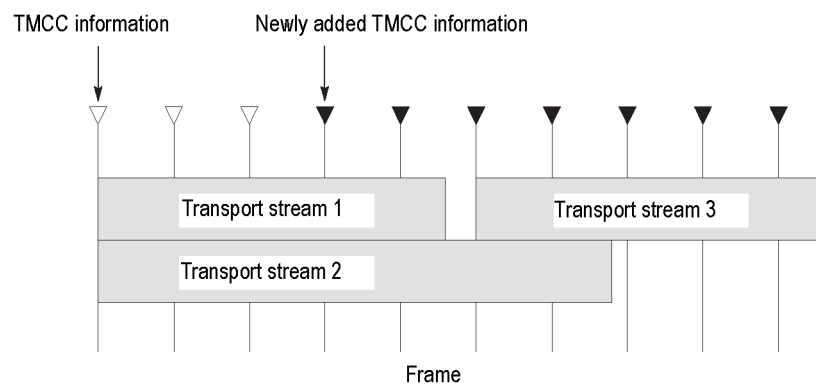 TMCC information
Newly added TMCC information
Transport stream 1
Transport stream 3
Transport stream 2
Frame